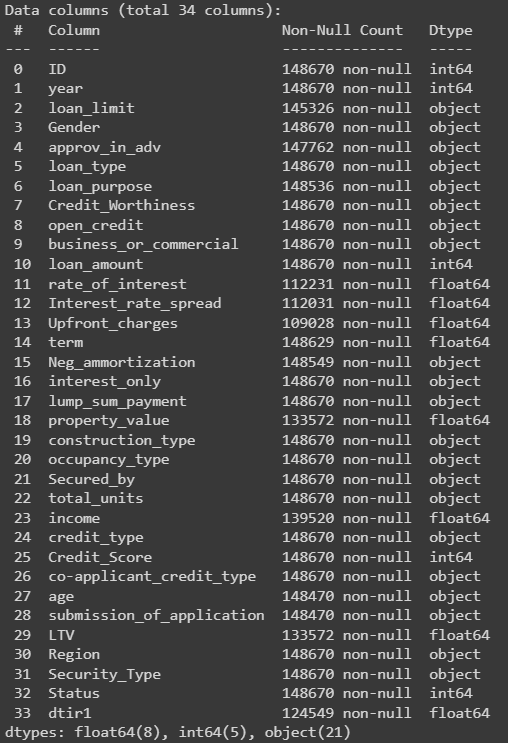 Data columns (total 34 columns):
 #   Column                     Non-Null Count   Dtype
---  ------                     --------------   -----
 0   ID                         148670 non-null  int64
 1   year                       148670 non-null  int64
 2   loan_limit                 145326 non-null  object
 3   Gender                     148670 non-null  object
 4   approv_in_adv              147762 non-null  object
 5   loan_type                  148670 non-null  object
 6   loan_purpose               148536 non-null  object
 7   Credit_Worthiness          148670 non-null  object
 8   open_credit                148670 non-null  object
 9   business_or_commercial     148670 non-null  object
 10  loan_amount                148670 non-null  int64
 11  rate_of_interest           112231 non-null  float64
 12  Interest_rate_spread       112031 non-null  float64
 13  Upfront_charges            109028 non-null  float64
 14  term                       148629 non-null  float64
 15  Neg_ammortization          148549 non-null  object
 16  interest_only              148670 non-null  object
 17  lump_sum_payment           148670 non-null  object
 18  property_value             133572 non-null  float64
 19  construction_type          148670 non-null  object
 20  occupancy_type             148670 non-null  object
 21  Secured_by                 148670 non-null  object
 22  total_units                148670 non-null  object
 23  income                     139520 non-null  float64
 24  credit_type                148670 non-null  object
 25  Credit_Score               148670 non-null  int64
 26  co-applicant_credit_type   148670 non-null  object
 27  age                        148470 non-null  object
 28  submission_of_application  148470 non-null  object
 29  LTV                        133572 non-null  float64
 30  Region                     148670 non-null  object
 31  Security_Type              148670 non-null  object
 32  Status                     148670 non-null  int64
 33  dtir1                      124549 non-null  float64
dtypes: float64(8), int64(5), object(21)